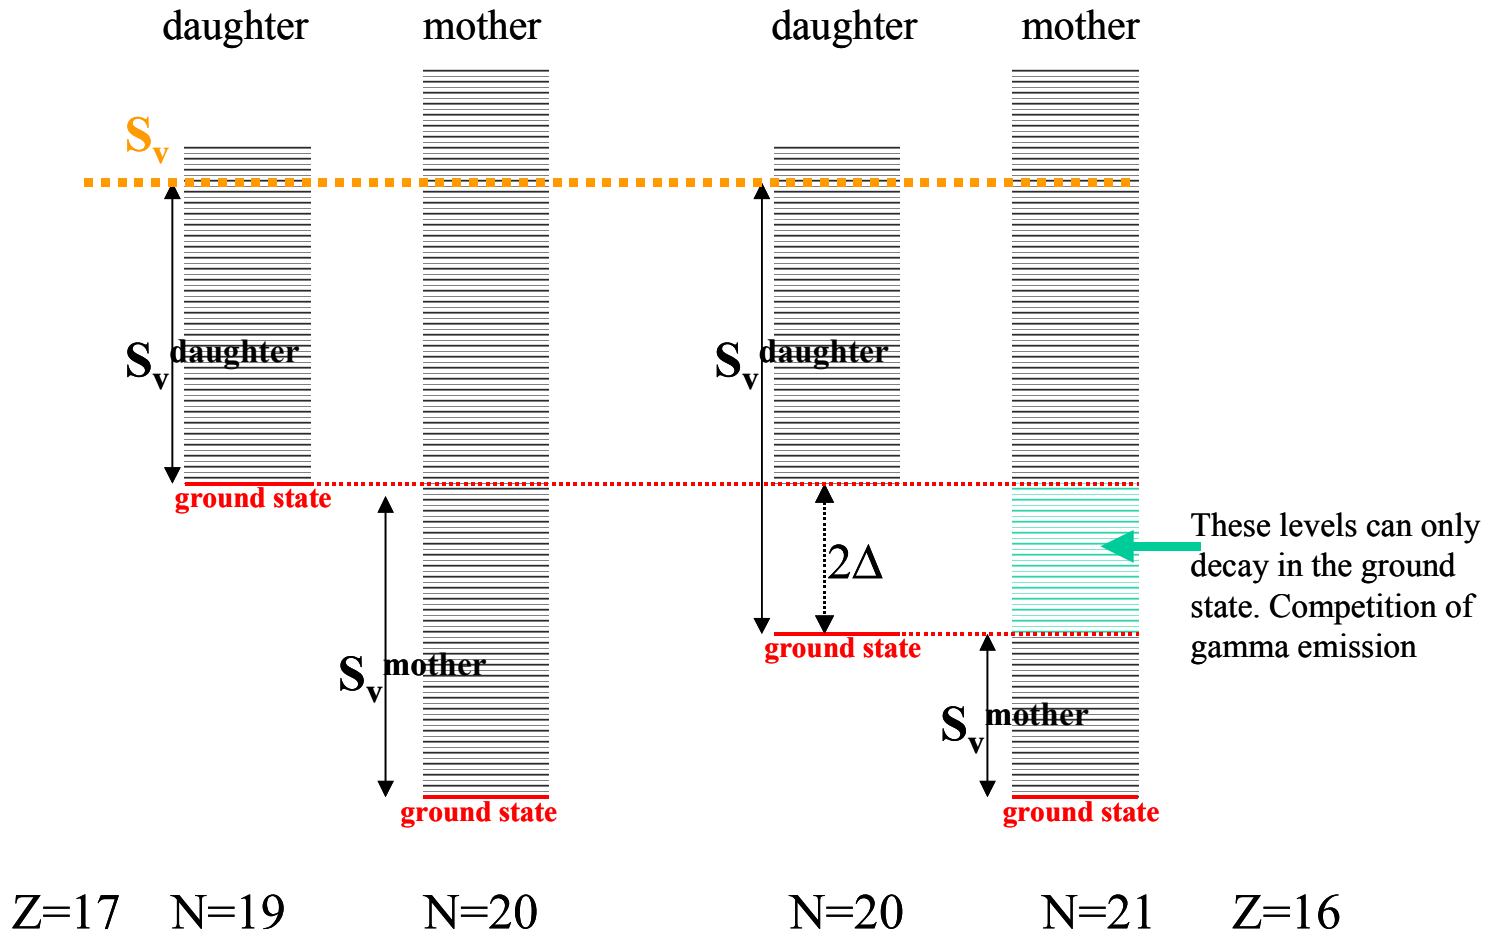 daughter mother daughter mother
Sv
Sv daughter Sv daughter
ground state
These levels can only
decay in the ground
state. Competition of
gamma emission
2Δ
ground state
Sv mother
Sv mother
ground state ground state
Z=17 N=19 N=20 N=20 N=21 Z=16